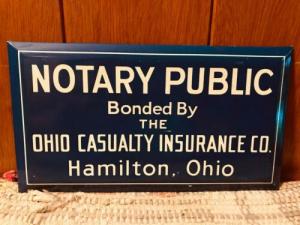 NOTARY PUBLIC
Bonded By
THE
OHIO CASUALTY INSURANCE CO.
Hamilton, Ohio